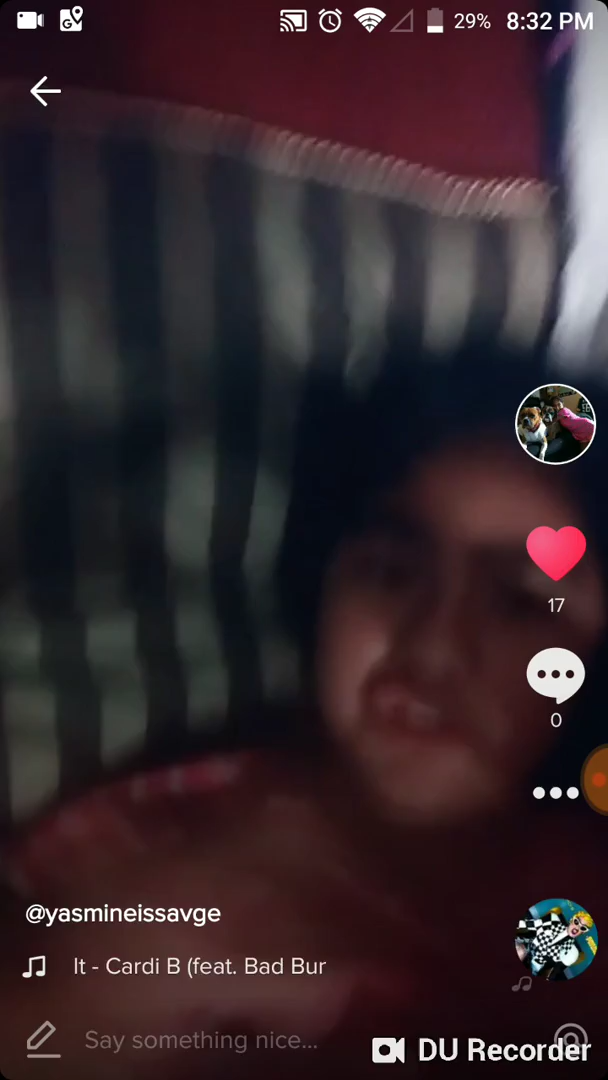 29% 8:32 PM
17
0
@yasmineissavge
It - Cardi B (feat. Bad Bur
Say something nice...
DU Recorder